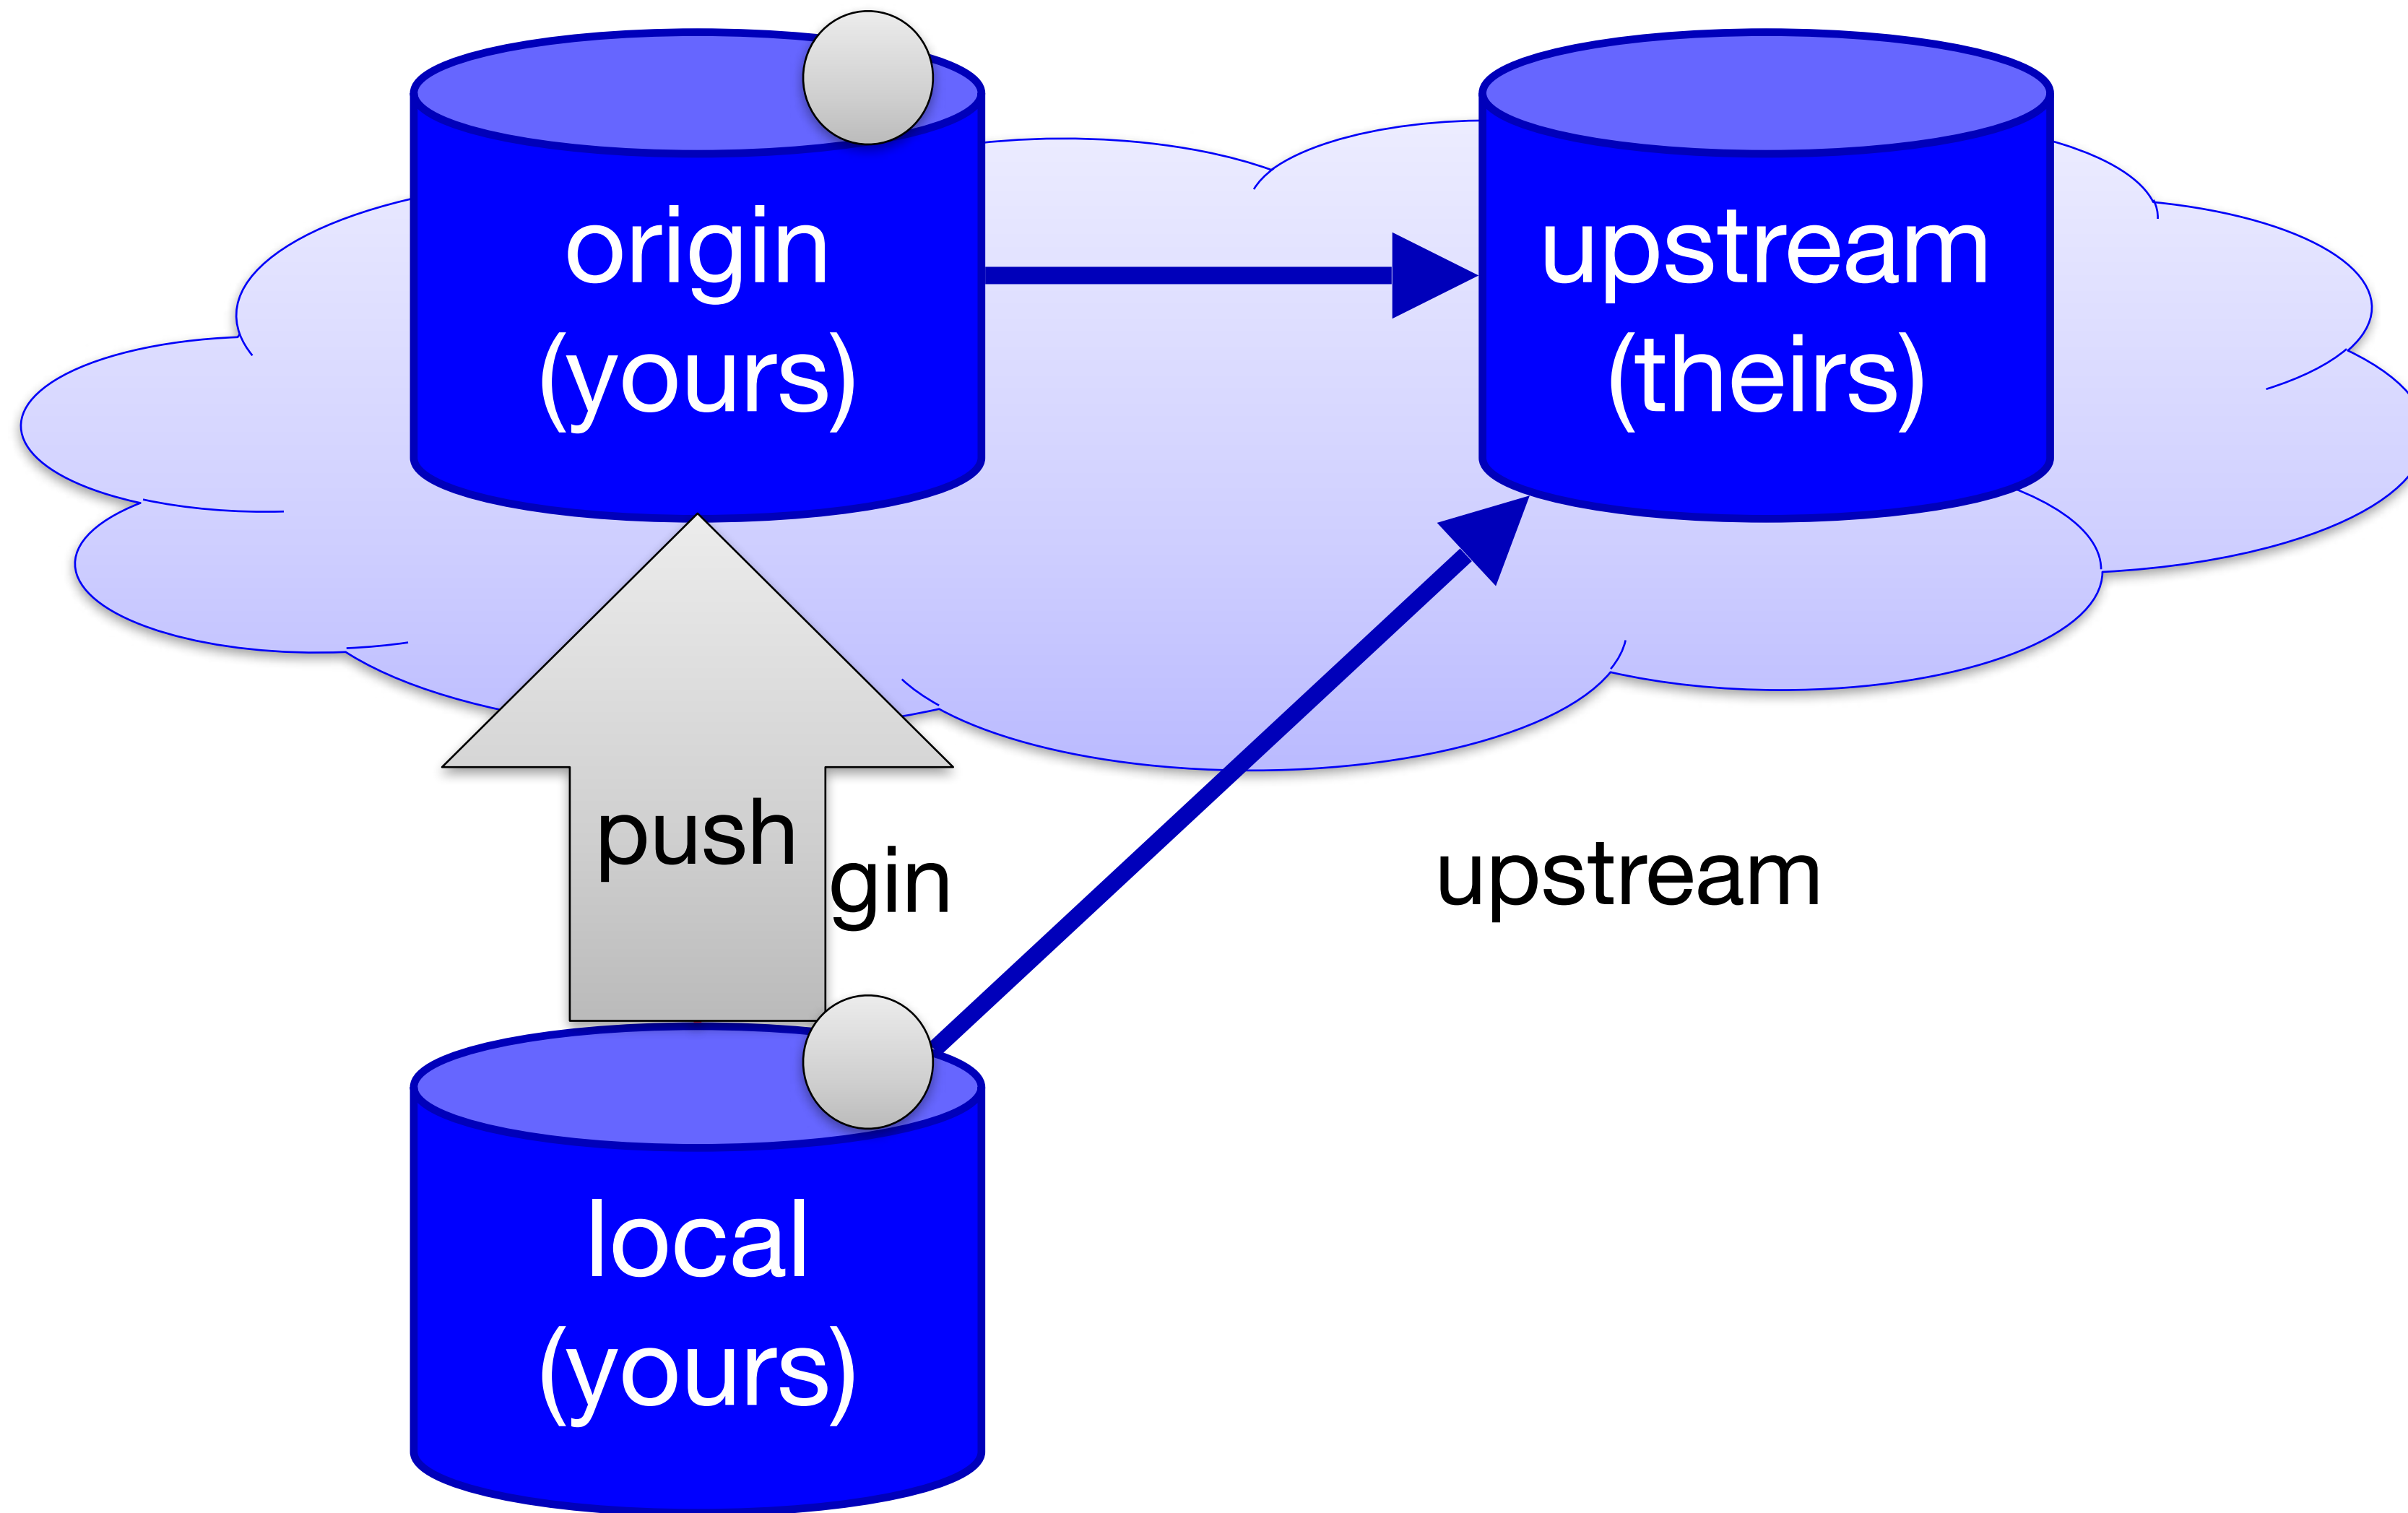 origin
(yours)
upstream
(theirs)
push
gin
upstream
local
(yours)